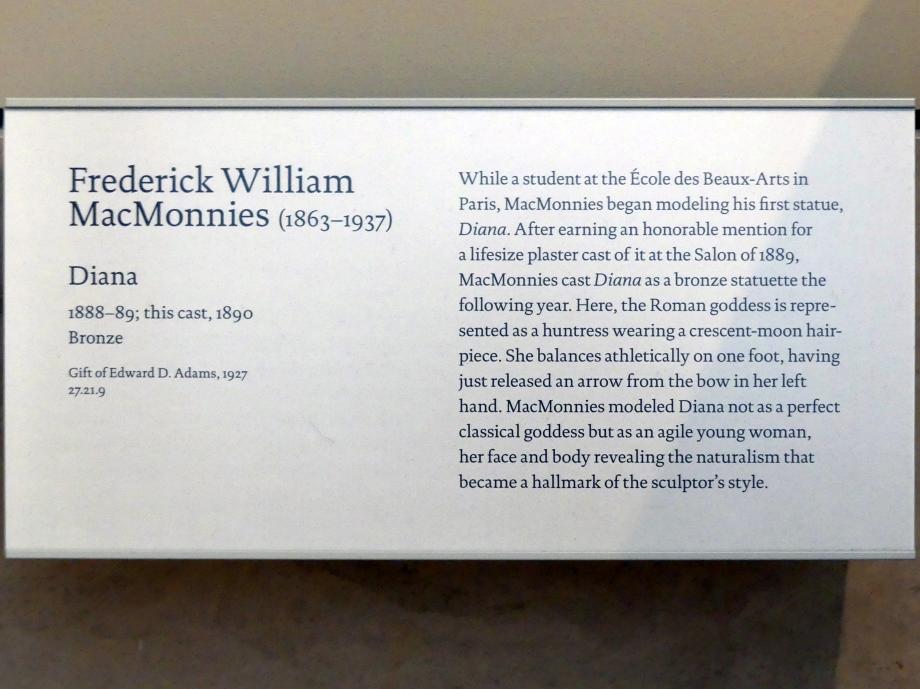 Frederick William
MacMonnies (1863–1937)
Diana
1888–89; this cast, 1890
Bronze
Gift of Edward D. Adams, 1927
27.21.9
While a student at the École des Beaux-Arts in
Paris, MacMonnies began modeling his first statue,
Diana. After earning an honorable mention for
a lifesize plaster cast of it at the Salon of 1889,
MacMonnies cast Diana as a bronze statuette the
following year. Here, the Roman goddess is repre-
sented as a huntress wearing a crescent-moon hair-
piece. She balances athletically on one foot, having
just released an arrow from the bow in her left
hand. MacMonnies modeled Diana not as a perfect
classical goddess but as an agile young woman,
her face and body revealing the naturalism that
became a hallmark of the sculptor’s style.